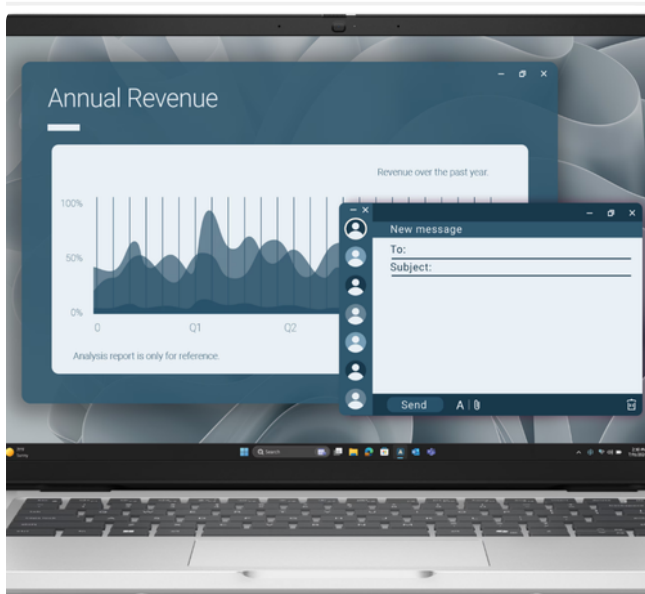 Annual Revenue
Revenue over the past year.
100%
50%
0%
0
Q1
Q2
Analysis report is only for reference.
New message
To:
Subject:
Send
A
Search